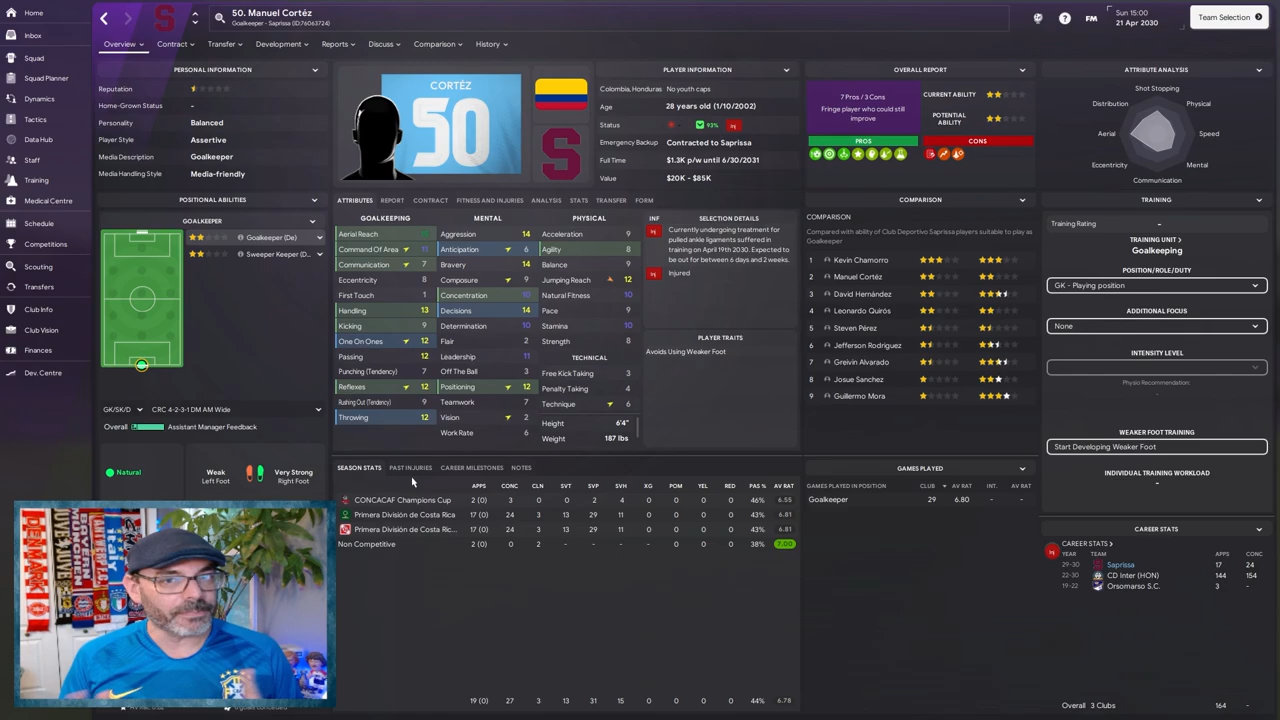 50. Manuel Cortéz
Goalkeeper - Saprissa (ID:76063724)
FM
Sun 15:00
21 Apr 2030
Team Selection
Home
Inbox
Squad
Squad Planner
Dynamics
Tactics
Data Hub
Staff
Training
Medical Centre
Schedule
Competitions
Scouting
Transfers
Club Info
Club Vision
Finances
Dev. Centre
Overview Contract Transfer Development Reports Discuss Comparison History
PERSONAL INFORMATION
Reputation
Home-Grown Status -
Personality Balanced
Player Style Assertive
Media Description Goalkeeper
Media Handling Style Media-friendly
POSITIONAL ABILITIES
GOALKEEPER
Goalkeeper (De)
Sweeper Keeper (D...
GK/SK/D CRC 4-2-3-1 DM AM Wide
Overall Assistant Manager Feedback
Natural
Weak Left Foot
Very Strong Right Foot
CORTÉZ
50
PLAYER INFORMATION
Colombia, Honduras No youth caps
Age 28 years old (1/10/2002)
Status 93% Inj
Emergency Backup Contracted to Saprissa
Full Time $1.3K p/w until 6/30/2031
Value $20K - $85K
ATTRIBUTES REPORT CONTRACT FITNESS AND INJURIES ANALYSIS STATS TRANSFER FORM
GOALKEEPING
Aerial Reach
Command Of Area 11
Communication 7
Eccentricity 8
First Touch 1
Handling 13
Kicking 9
One On Ones 12
Passing 12
Punching (Tendency) 7
Reflexes 12
Rushing Out (Tendency) 9
Throwing 12
MENTAL
Aggression 14
Anticipation 6
Bravery 14
Composure 9
Concentration 10
Decisions 14
Determination 10
Flair 2
Leadership 11
Off The Ball 3
Positioning 12
Teamwork 7
Vision 2
Work Rate 6
PHYSICAL
Acceleration 9
Agility 8
Balance 9
Jumping Reach 12
Natural Fitness 10
Pace 9
Stamina 10
Strength 8
TECHNICAL
Free Kick Taking 3
Penalty Taking 4
Technique 6
Height 6'4"
Weight 187 lbs
INF SELECTION DETAILS
Inj Currently undergoing treatment for
pulled ankle ligaments suffered in
training on April 19th 2030. Expected to
be out for between 6 days and 2 weeks.
Inj Injured
PLAYER TRAITS
Avoids Using Weaker Foot
OVERALL REPORT
7 Pros / 3 Cons
Fringe player who could still
improve
CURRENT ABILITY
POTENTIAL ABILITY
PROS
CONS
COMPARISON
COMPARISON
Compared with ability of Club Deportivo Saprissa players suitable to play as
Goalkeeper
1 Kevin Chamorro
2 Manuel Cortéz
3 David Hernández
4 Leonardo Quirós
5 Steven Pérez
6 Jefferson Rodríguez
7 Greivin Alvarado
8 Josue Sanchez
9 Guillermo Mora
ATTRIBUTE ANALYSIS
Shot Stopping
Physical
Speed
Mental
Communication
Eccentricity
Aerial
Distribution
TRAINING
Training Rating -
TRAINING UNIT
Goalkeeping
POSITION/ROLE/DUTY
GK - Playing position
ADDITIONAL FOCUS
None
INTENSITY LEVEL
Physio Recommendation:
-
WEAKER FOOT TRAINING
Start Developing Weaker Foot
INDIVIDUAL TRAINING WORKLOAD
-
SEASON STATS PAST INJURIES CAREER MILESTONES NOTES
APPS CONC CLN SVT SVP SVH XG POM YEL RED PAS % AV RAT
CONCACAF Champions Cup 2 (0) 3 0 0 2 4 - 0 0 0 46% 6.55
Primera División de Costa Rica 17 (0) 24 3 13 29 11 - 0 0 0 43% 6.81
Primera División de Costa Ric... 17 (0) 24 3 13 29 11 - 0 0 0 43% 6.81
Non Competitive 2 (0) 0 2 - - - - 0 0 0 38% 7.00
19 (0) 27 3 13 31 15 - 0 0 0 44% 6.78
GAMES PLAYED
GAMES PLAYED IN POSITION CLUB AV RAT INT. AV RAT
Goalkeeper 29 6.80 - -
CAREER STATS
Inj CAREER STATS
YEAR TEAM APPS CONC
29-30 Saprissa 17 24
22-30 CD Inter (HON) 144 154
19-22 Orsomarso S.C. 3 -
Overall 3 Clubs 164 -
DENMARK
BAYERN
Italy